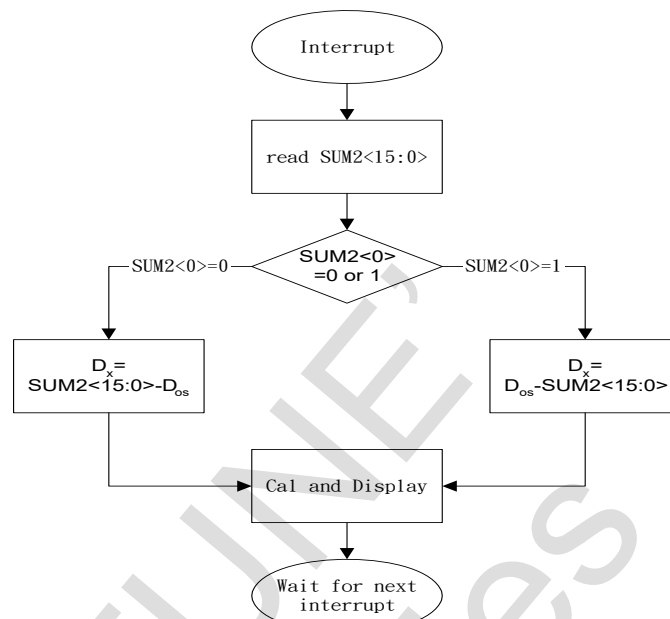 Interrupt
read SUM2<15:0>
SUM2<0>
=0 or 1
SUM2<0>=0
SUM2<0>=1
Dx=
SUM2<15:0>-Dos
Dx=
Dos-SUM2<15:0>
Cal and Display
Wait for next
interrupt